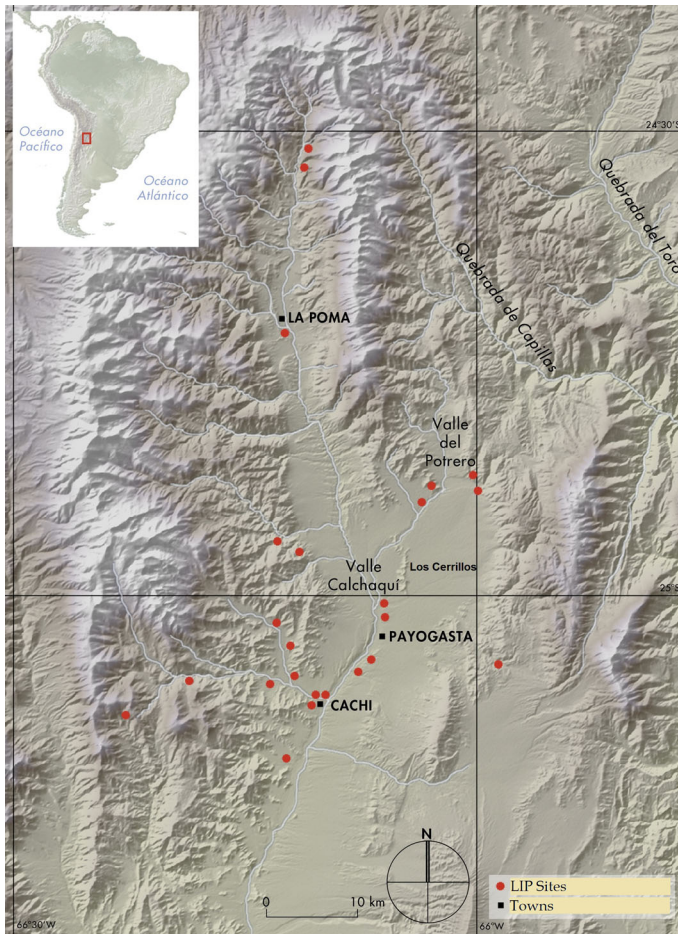 Océano
Pacífico
Océano
Atlántico
24°30'S
Quebrada del Toro
Quebrada de Capillas
LA POMA
Valle
del
Potrero
Los Cerrillos
Valle
Calchaquí
25°S
PAYOGASTA
CACHI
N
0
10 km
LIP Sites
Towns
66°30'W
66°W